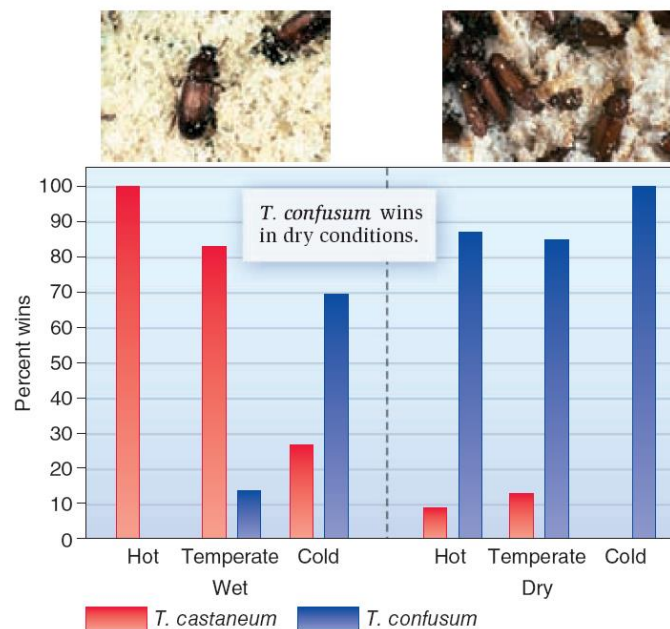 100
90
80
70
60
50
40
30
20
10
0
Percent wins
T. confusum wins
in dry conditions.
Hot Temperate Cold Hot Temperate Cold
Wet Dry
T. castaneum T. confusum